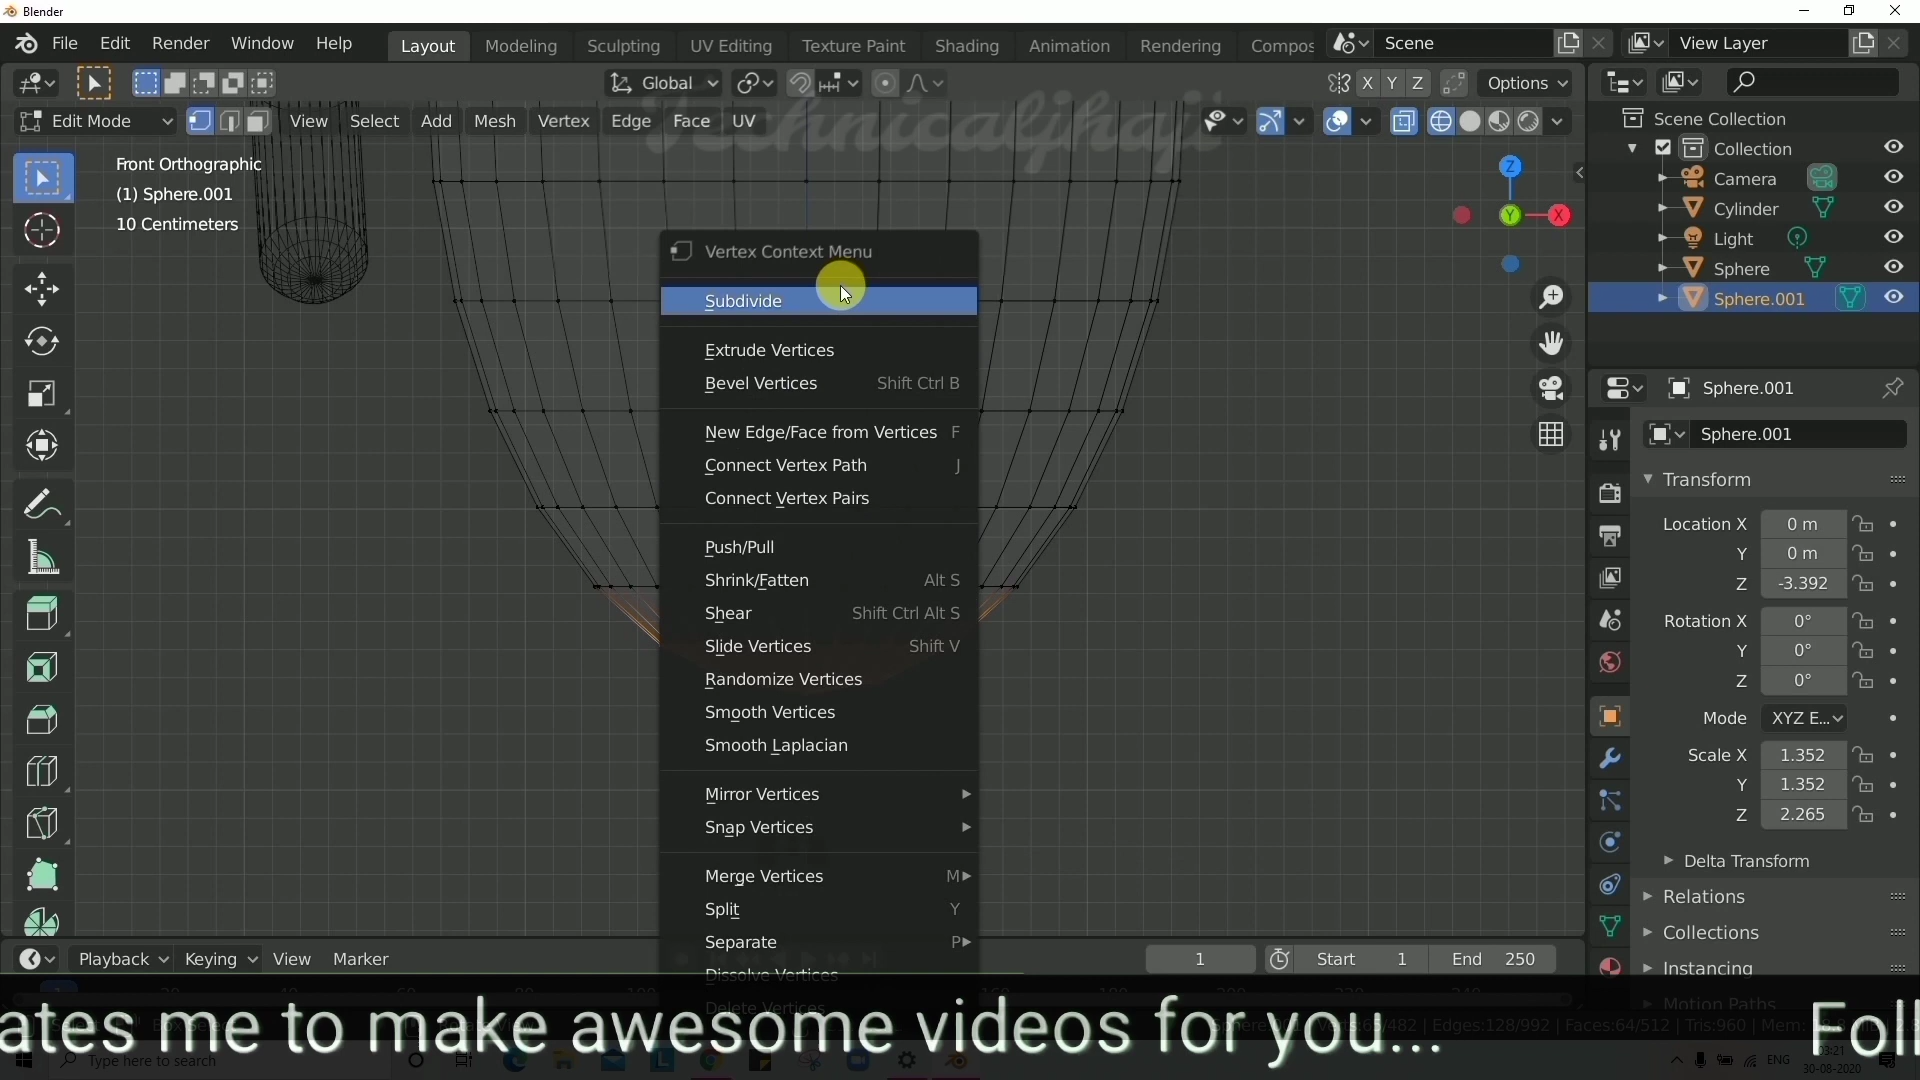 Blender
File Edit Render Window Help Layout Modeling Sculpting UV Editing Texture Paint Shading Animation Rendering Compos Scene View Layer
Global X Y Z Options
Edit Mode View Select Add Mesh Vertex Edge Face UV
Technicaljhaji
Front Orthographic
(1) Sphere.001
10 Centimeters
Z
Y
X
Vertex Context Menu
Subdivide
Extrude Vertices
Bevel Vertices Shift Ctrl B
New Edge/Face from Vertices F
Connect Vertex Path J
Connect Vertex Pairs
Push/Pull
Shrink/Fatten Alt S
Shear Shift Ctrl Alt S
Slide Vertices Shift V
Randomize Vertices
Smooth Vertices
Smooth Laplacian
Mirror Vertices
Snap Vertices
Merge Vertices M
Split Y
Separate P
Dissolve Vertices
Delete Vertices
Scene Collection
Collection
Camera
Cylinder
Light
Sphere
Sphere.001
Sphere.001
Sphere.001
Transform
Location X 0 m
Y 0 m
Z -3.392
Rotation X 0°
Y 0°
Z 0°
Mode XYZ E...
Scale X 1.352
Y 1.352
Z 2.265
Delta Transform
Relations
Collections
Instancing
Motion Paths
Playback Keying View Marker 1 Start 1 End 250
ates me to make awesome videos for you... Foll
Verts:65/482 | Edges:128/992 | Faces:64/512 | Tris:960 | Mem:
Type here to search
ENG
03:21
30-08-2020